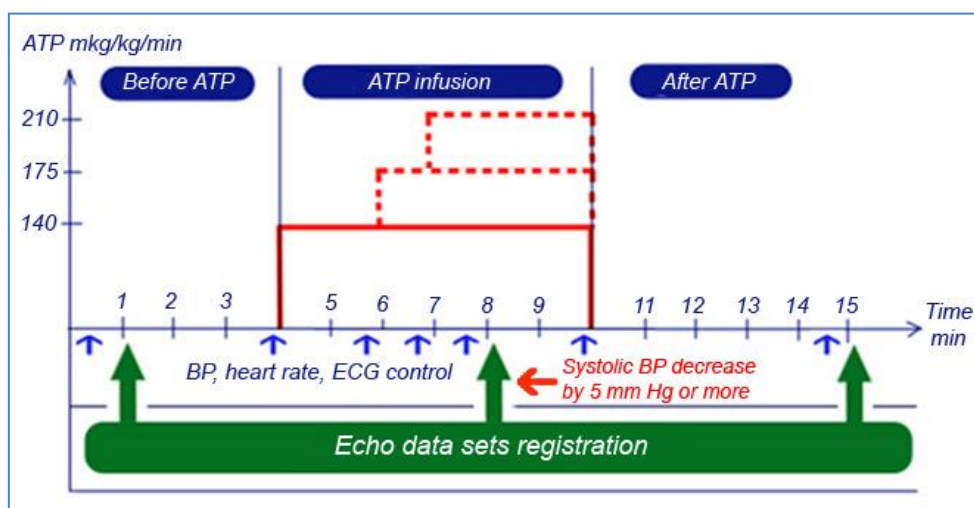 ATP mkg/kg/min
Before ATP
ATP infusion
After ATP
210
175
140
1 2 3 5 6 7 8 9 11 12 13 14 15
Time
min
BP, heart rate, ECG control
Systolic BP decrease
by 5 mm Hg or more
Echo data sets registration